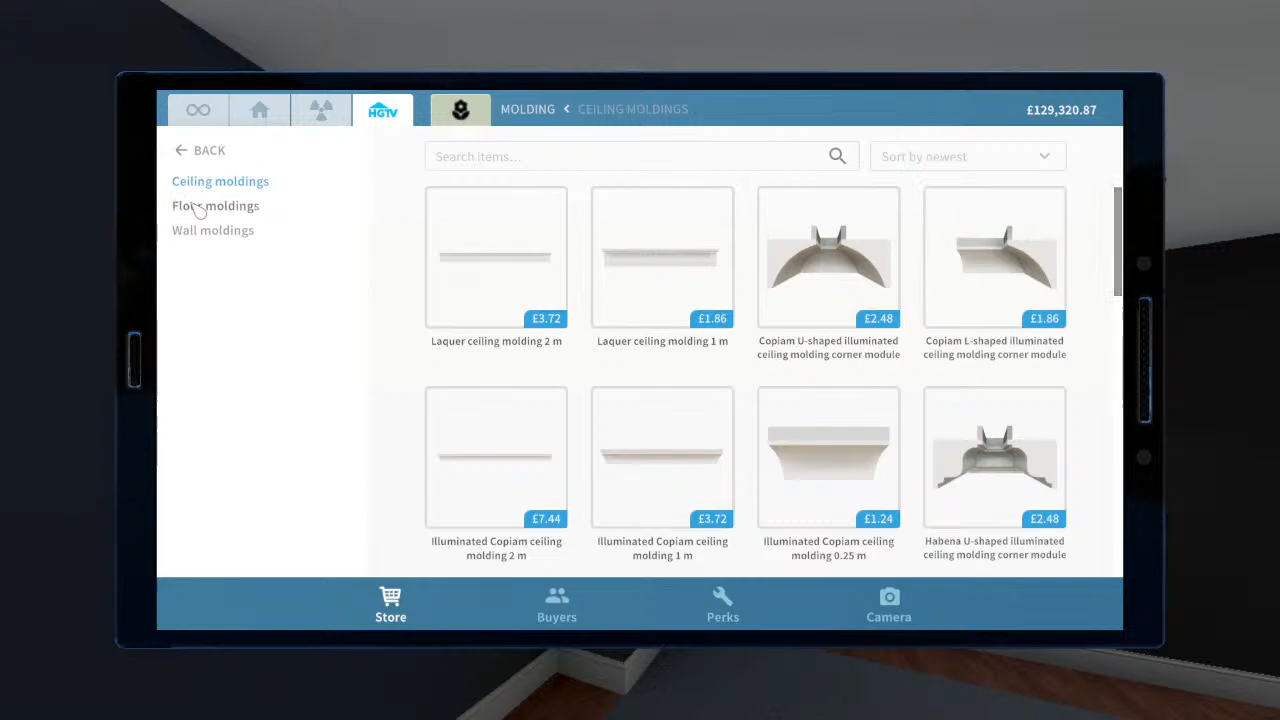 HGTV
MOLDING < CEILING MOLDINGS
£129,320.87
BACK
Search items...
Sort by newest
Ceiling moldings
Floor moldings
Wall moldings
£3.72
£1.86
£2.48
£1.86
Laquer ceiling molding 2 m
Laquer ceiling molding 1 m
Copiam U-shaped illuminated
ceiling molding corner module
Copiam L-shaped illuminated
ceiling molding corner module
£7.44
£3.72
£1.24
£2.48
Illuminated Copiam ceiling
molding 2 m
Illuminated Copiam ceiling
molding 1 m
Illuminated Copiam ceiling
molding 0.25 m
Habena U-shaped illuminated
ceiling molding corner module
Store
Buyers
Perks
Camera